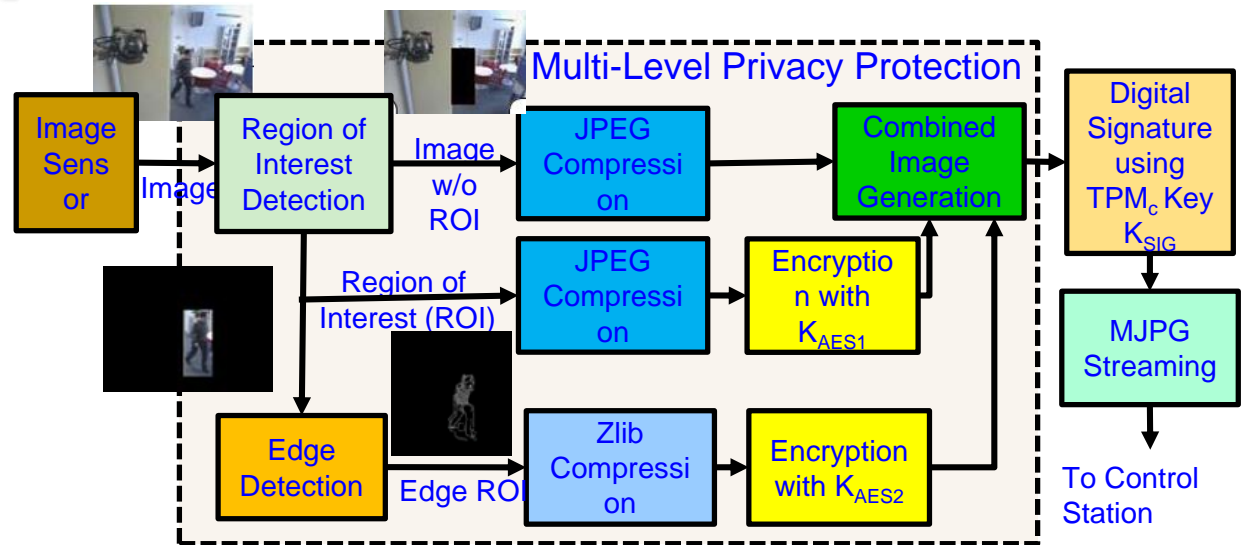 Multi-Level Privacy Protection
Image
Sens
or
Image
Region of
Interest
Detection
Image
w/o
ROI
JPEG
Compressi
on
Combined
Image
Generation
Digital
Signature
using
TPMc Key
KSIG
Region of
Interest (ROI)
JPEG
Compressi
on
Encryptio
n with
KAES1
MJPG
Streaming
Edge
Detection
Edge ROI
Zlib
Compressi
on
Encryption
with KAES2
To Control
Station